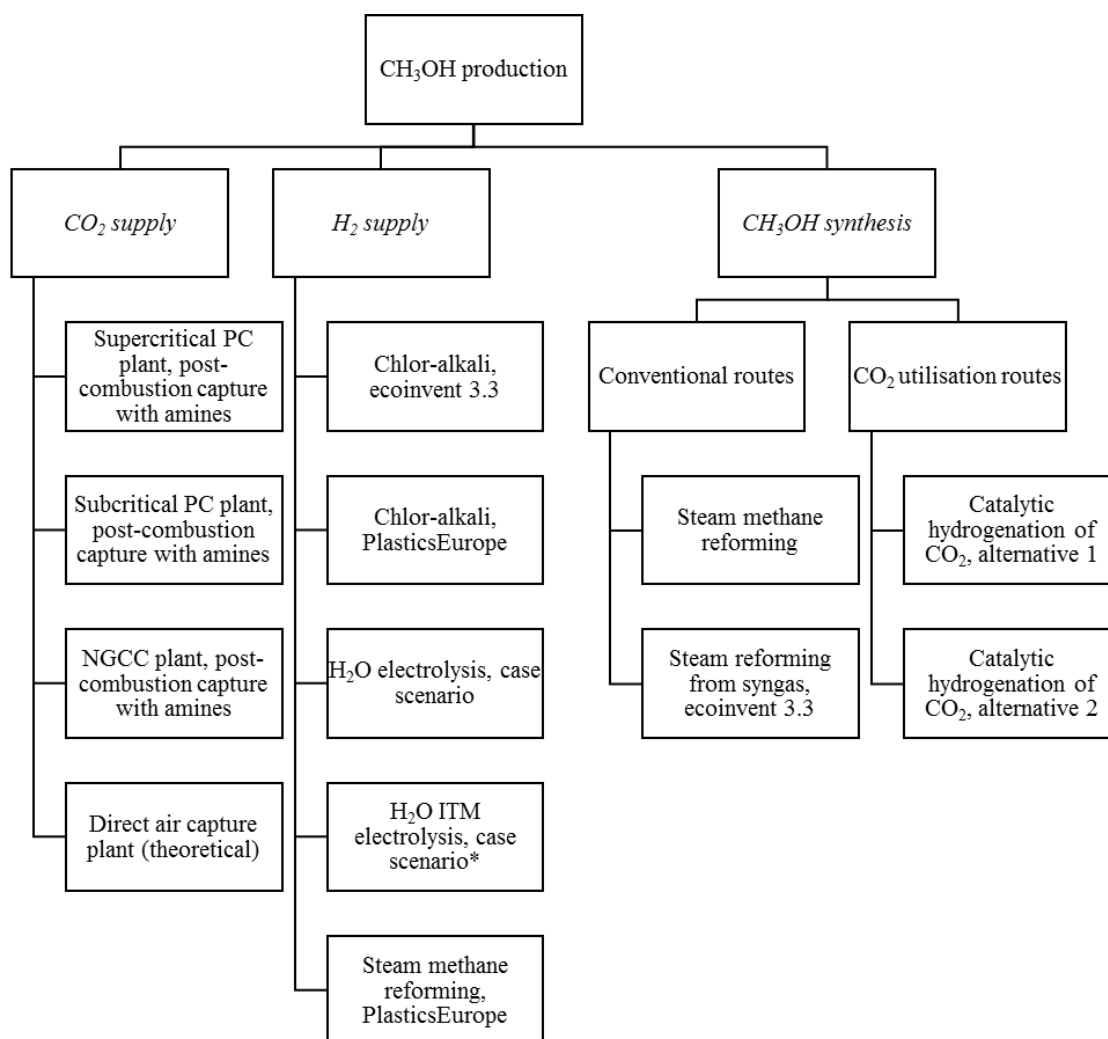 CH₃OH
production
CO₂ supply
H₂ supply
CH₃OH synthesis
Supercritical PC
plant, post-
combustion capture
with amines
Subcritical PC plant,
post-combustion
capture with amines
NGCC plant, post-
combustion capture
with amines
Direct air capture
plant (theoretical)
Chlor-alkali,
ecoinvent 3.3
Chlor-alkali,
PlasticsEurope
H₂O electrolysis, case
scenario
H₂O ITM
electrolysis, case
scenario*
Steam methane
reforming,
PlasticsEurope
Conventional routes
CO₂ utilisation routes
Steam methane
reforming
Steam reforming
from syngas,
ecoinvent 3.3
Catalytic
hydrogenation of
CO₂, alternative 1
Catalytic
hydrogenation of
CO₂, alternative 2